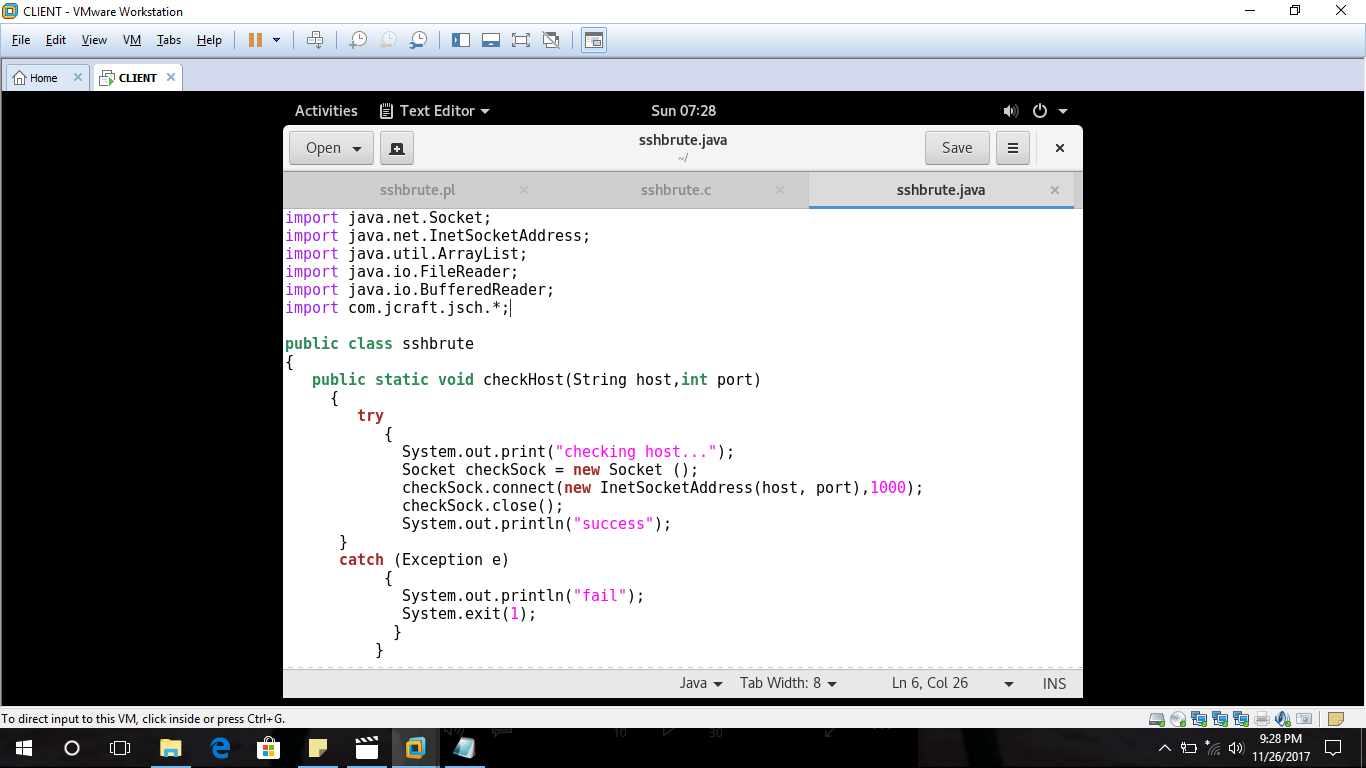 CLIENT - VMware Workstation
File Edit View VM Tabs Help
Home CLIENT
Activities Text Editor Sun 07:28
Open sshbrute.java Save
~/
sshbrute.pl sshbrute.c sshbrute.java
import java.net.Socket;
import java.net.InetSocketAddress;
import java.util.ArrayList;
import java.io.FileReader;
import java.io.BufferedReader;
import com.jcraft.jsch.*;
public class sshbrute
{
public static void checkHost(String host,int port)
{
try
{
System.out.print("checking host...");
Socket checkSock = new Socket ();
checkSock.connect(new InetSocketAddress(host, port),1000);
checkSock.close();
System.out.println("success");
}
catch (Exception e)
{
System.out.println("fail");
System.exit(1);
}
}
Java Tab Width: 8 Ln 6, Col 26 INS
To direct input to this VM, click inside or press Ctrl+G.
10 30
9:28 PM
11/26/2017